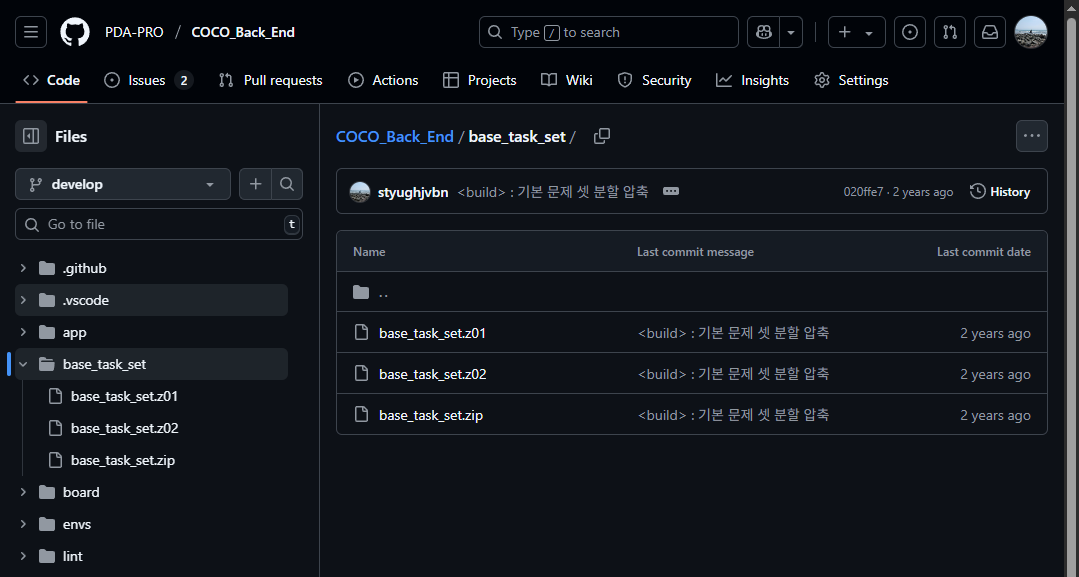 PDA-PRO / COCO_Back_End
Type / to search
Code
Issues 2
Pull requests
Actions
Projects
Wiki
Security
Insights
Settings
Files
develop
Go to file
t
.github
.vscode
app
base_task_set
base_task_set.z01
base_task_set.z02
base_task_set.zip
board
envs
lint
COCO_Back_End / base_task_set /
styughjvbn <build> : 기본 문제 셋 분할 압축
020ffe7 · 2 years ago
History
Name Last commit message Last commit date
..
base_task_set.z01 <build> : 기본 문제 셋 분할 압축 2 years ago
base_task_set.z02 <build> : 기본 문제 셋 분할 압축 2 years ago
base_task_set.zip <build> : 기본 문제 셋 분할 압축 2 years ago